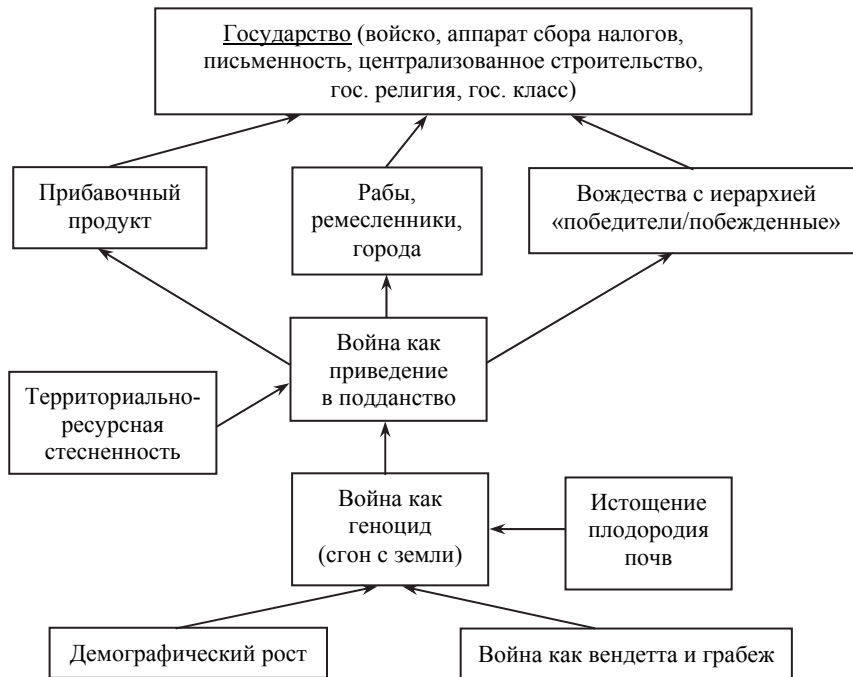 Государство (войско, аппарат сбора налогов,
письменность, централизованное строительство,
гос. религия, гос. класс)
Прибавочный
продукт
Рабы,
ремесленники,
города
Вождества с иерархией
«победители/побежденные»
Война как
приведение
в подданство
Территориально-
ресурсная
стесненность
Война как
геноцид
(сгон с земли)
Истощение
плодородия
почв
Демографический рост
Война как вендетта и грабеж